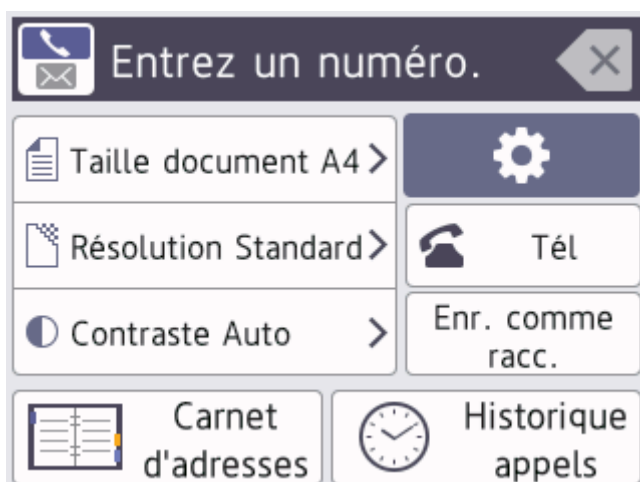 Entrez un numéro.
Taille document A4
Résolution Standard
Tél
Contraste Auto
Enr. comme
racc.
Carnet
d'adresses
Historique
appels